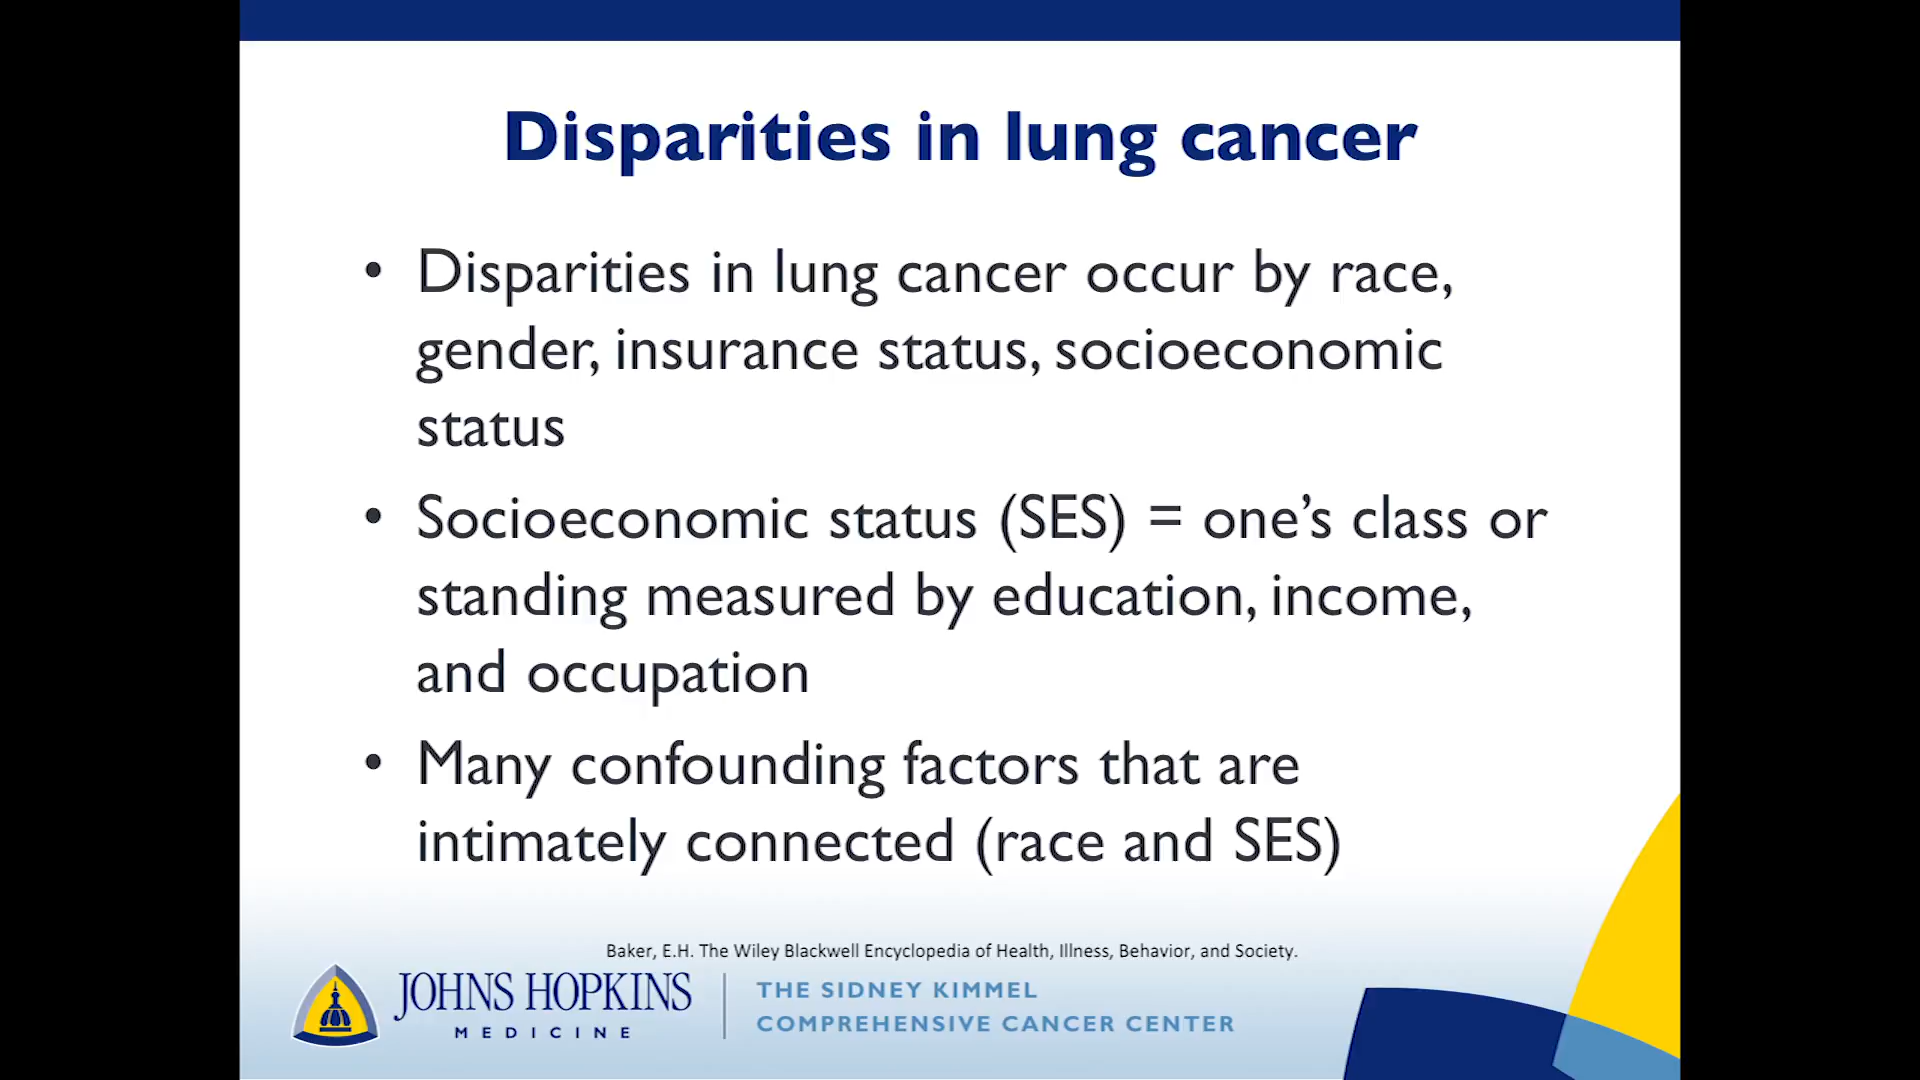 Disparities in lung cancer
• Disparities in lung cancer occur by race,
gender, insurance status, socioeconomic
status
• Socioeconomic status (SES) = one’s class or
standing measured by education, income,
and occupation
• Many confounding factors that are
intimately connected (race and SES)
Baker, E.H. The Wiley Blackwell Encyclopedia of Health, Illness, Behavior, and Society.
JOHNS HOPKINS
MEDICINE
THE SIDNEY KIMMEL
COMPREHENSIVE CANCER CENTER